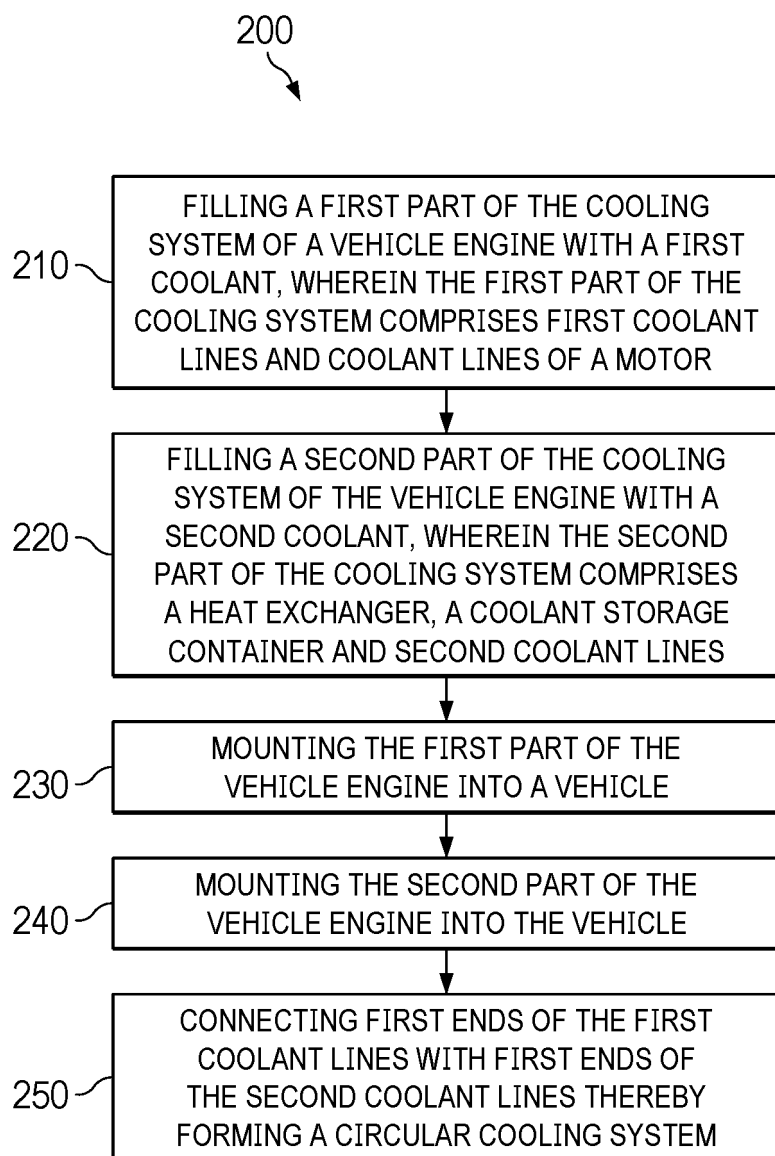 200
210
FILLING A FIRST PART OF THE COOLING
SYSTEM OF A VEHICLE ENGINE WITH A FIRST
COOLANT, WHEREIN THE FIRST PART OF THE
COOLING SYSTEM COMPRISES FIRST COOLANT
LINES AND COOLANT LINES OF A MOTOR
220
FILLING A SECOND PART OF THE COOLING
SYSTEM OF THE VEHICLE ENGINE WITH A
SECOND COOLANT, WHEREIN THE SECOND
PART OF THE COOLING SYSTEM COMPRISES
A HEAT EXCHANGER, A COOLANT STORAGE
CONTAINER AND SECOND COOLANT LINES
230
MOUNTING THE FIRST PART OF THE
VEHICLE ENGINE INTO A VEHICLE
240
MOUNTING THE SECOND PART OF THE
VEHICLE ENGINE INTO THE VEHICLE
250
CONNECTING FIRST ENDS OF THE FIRST
COOLANT LINES WITH FIRST ENDS OF
THE SECOND COOLANT LINES THEREBY
FORMING A CIRCULAR COOLING SYSTEM